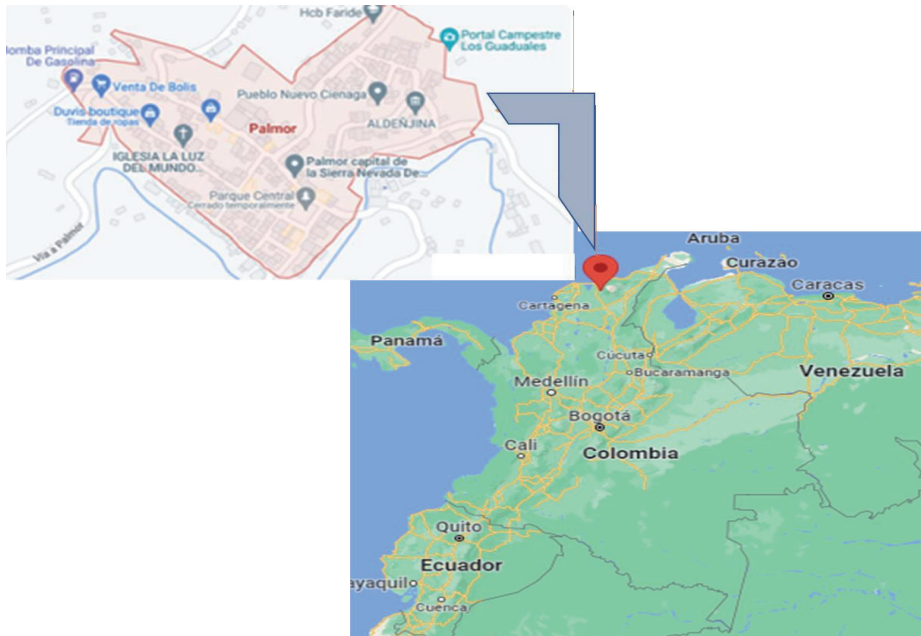 Hcb Faride
Portal Campestre
Los Guaduales
Bomba Principal
De Gasolina
Venta De Bolis
Pueblo Nuevo Cienaga
Duvis boutique
Tienda de ropas
ALDEÑJINA
Palmor
IGLESIA LA LUZ
DEL MUNDO...
Palmor capital de
la Sierra Nevada De...
Parque Central
Cerrado temporalmente
Vía a Palmor
Aruba
Curazao
Caracas
Cartagena
Panamá
Cúcuta
Bucaramanga
Venezuela
Medellín
Bogotá
Cali
Colombia
Quito
Ecuador
ayaquil
Cuenca